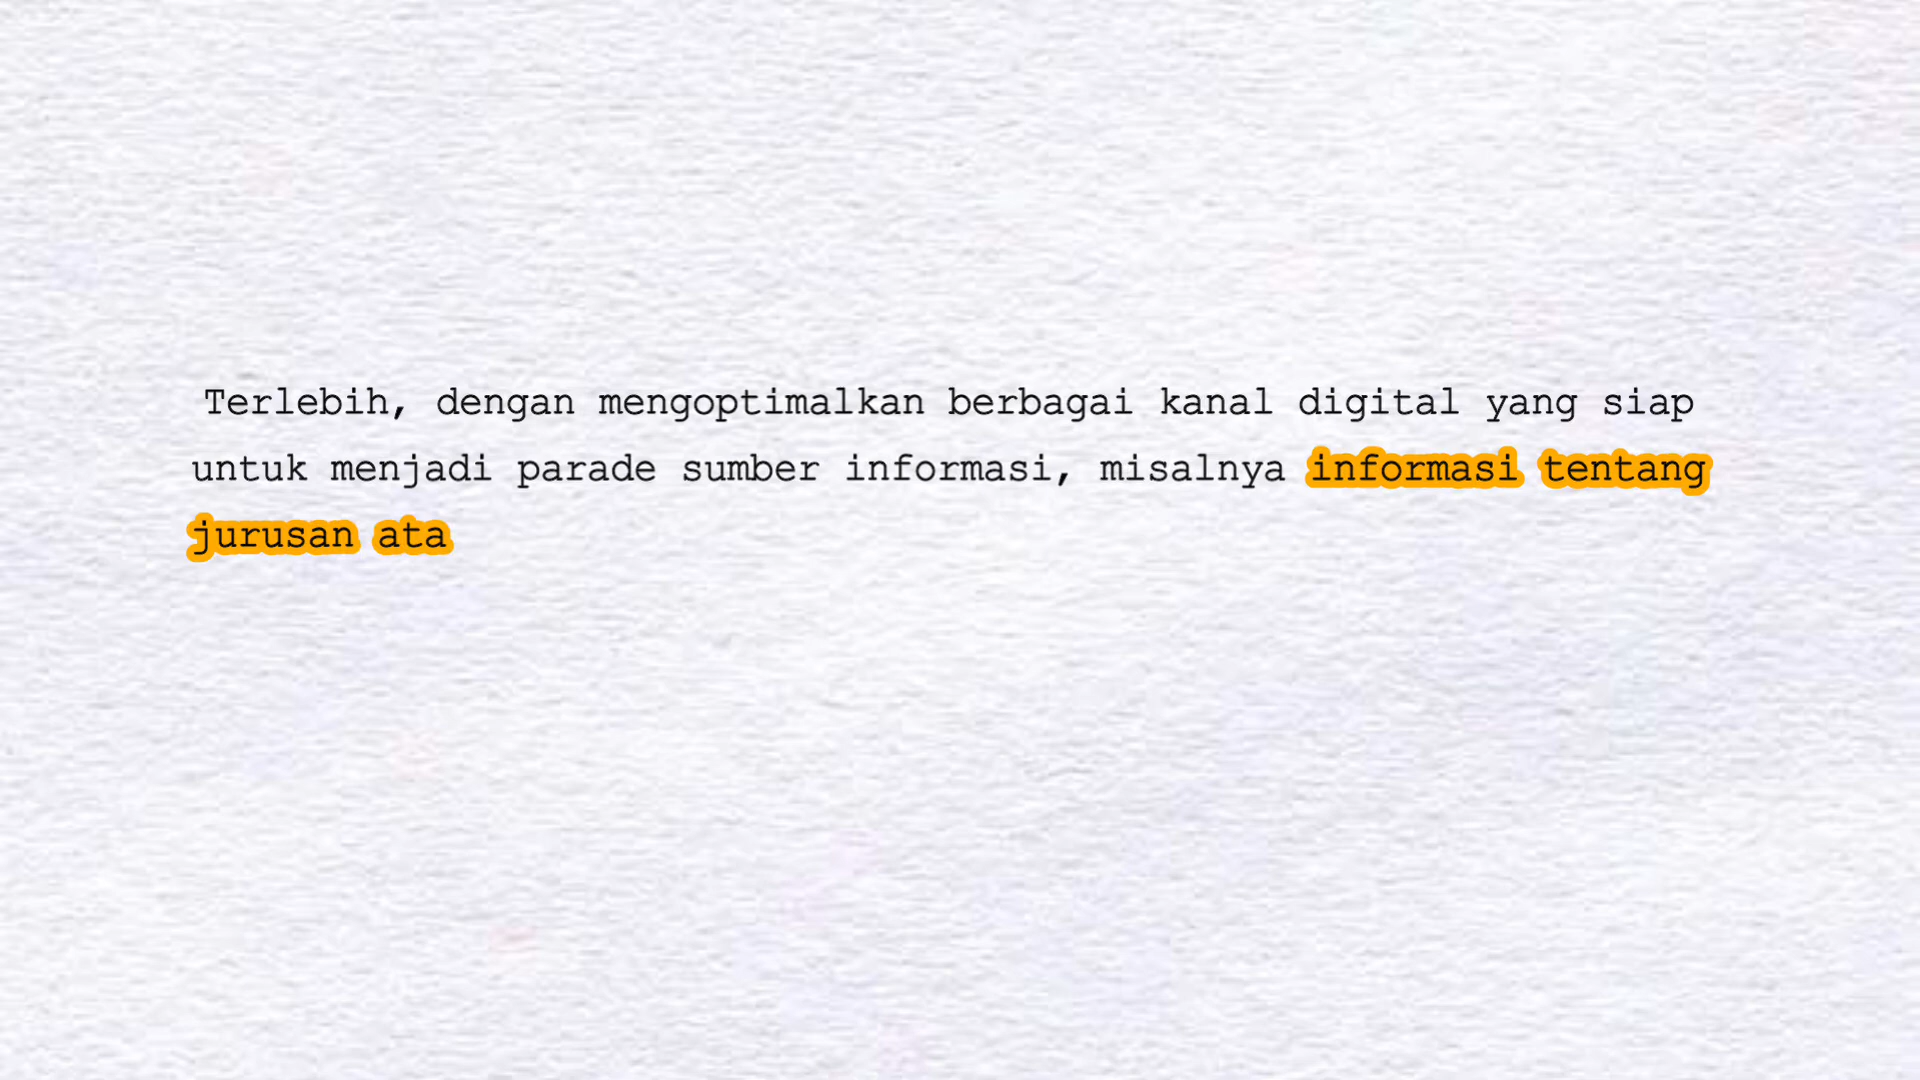 Terlebih, dengan mengoptimalkan berbagai kanal digital yang siap
untuk menjadi parade sumber informasi, misalnya informasi tentang
jurusan ata